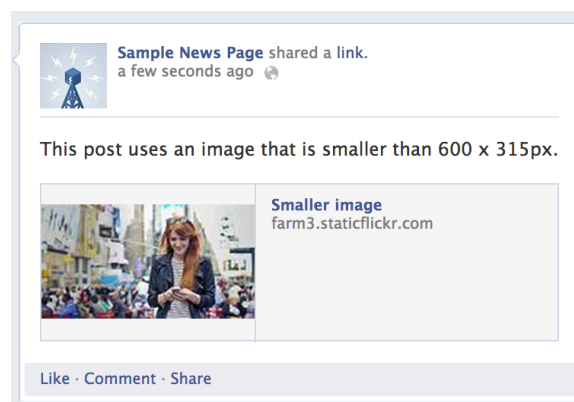 Sample News Page shared a link.
a few seconds ago
This post uses an image that is smaller than 600 x 315px.
Smaller image
farm3.staticflickr.com
Like · Comment · Share